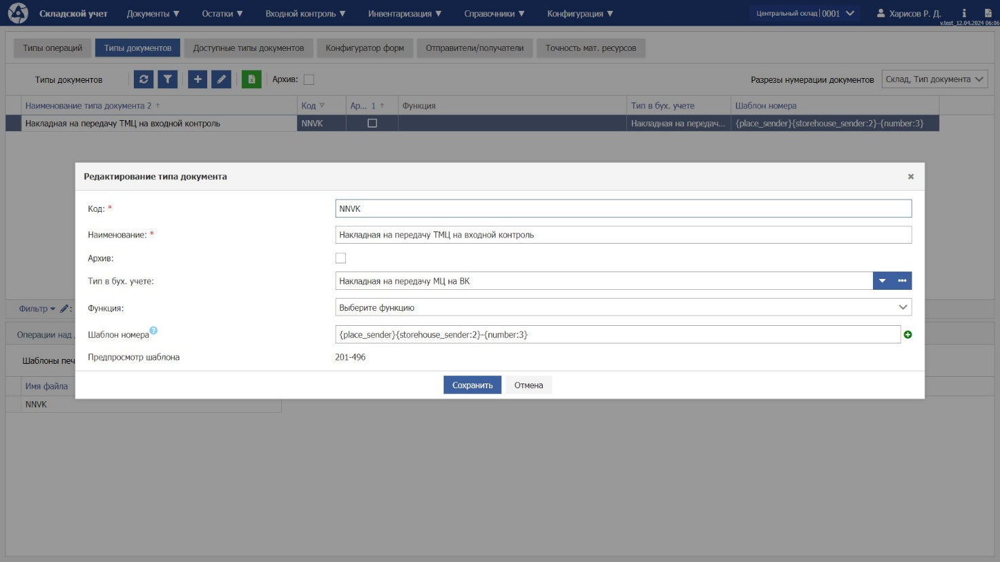 Складской учет Документы ▼ Остатки ▼ Входной контроль ▼ Инвентаризация ▼ Справочники ▼ Конфигурация ▼ Центральный склад | 0001 Харисов Р. Д.
v.test_12.04.2024 06:06
Типы операций Типы документов Доступные типы документов Конфигуратор форм Отправители/получатели Точность мат. ресурсов
Типы документов Архив: Разрезы нумерации документов Склад, Тип документа
Наименование типа документа 2 ↑ Код Ар... 1 ↑ Функция Тип в бух. учете Шаблон номера
Накладная на передачу ТМЦ на входной контроль NNVK Накладная на передач... {place_sender}{storehouse_sender:2}-{number:3}
Редактирование типа документа
Код: * NNVK
Наименование: * Накладная на передачу ТМЦ на входной контроль
Архив:
Тип в бух. учете: Накладная на передачу МЦ на ВК
Фильтр :
Функция: Выберите функцию
Операции над
Шаблон номера ? {place_sender}{storehouse_sender:2}-{number:3}
Предпросмотр шаблона 201-496
Шаблоны печ
Сохранить Отмена
Имя файла
NNVK